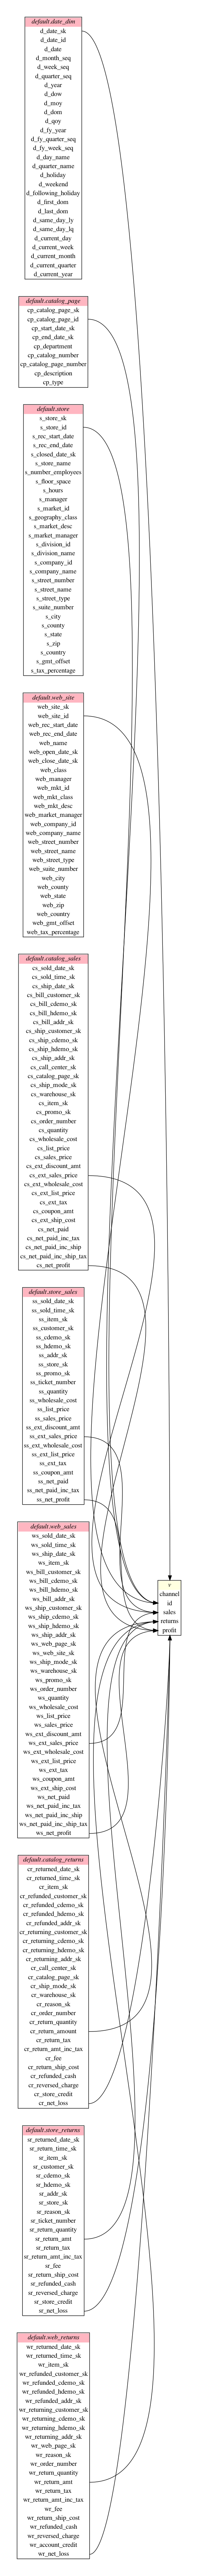 default.date_dim
d_date_sk
d_date_id
d_date
d_month_seq
d_week_seq
d_quarter_seq
d_year
d_dow
d_moy
d_dom
d_qoy
d_fy_year
d_fy_quarter_seq
d_fy_week_seq
d_day_name
d_quarter_name
d_holiday
d_weekend
d_following_holiday
d_first_dom
d_last_dom
d_same_day_ly
d_same_day_lq
d_current_day
d_current_week
d_current_month
d_current_quarter
d_current_year
default.catalog_page
cp_catalog_page_sk
cp_catalog_page_id
cp_start_date_sk
cp_end_date_sk
cp_department
cp_catalog_number
cp_catalog_page_number
cp_description
cp_type
default.store
s_store_sk
s_store_id
s_rec_start_date
s_rec_end_date
s_closed_date_sk
s_store_name
s_number_employees
s_floor_space
s_hours
s_manager
s_market_id
s_geography_class
s_market_desc
s_market_manager
s_division_id
s_division_name
s_company_id
s_company_name
s_street_number
s_street_name
s_street_type
s_suite_number
s_city
s_county
s_state
s_zip
s_country
s_gmt_offset
s_tax_percentage
default.web_site
web_site_sk
web_site_id
web_rec_start_date
web_rec_end_date
web_name
web_open_date_sk
web_close_date_sk
web_class
web_manager
web_mkt_id
web_mkt_class
web_mkt_desc
web_market_manager
web_company_id
web_company_name
web_street_number
web_street_name
web_street_type
web_suite_number
web_city
web_county
web_state
web_zip
web_country
web_gmt_offset
web_tax_percentage
default.catalog_sales
cs_sold_date_sk
cs_sold_time_sk
cs_ship_date_sk
cs_bill_customer_sk
cs_bill_cdemo_sk
cs_bill_hdemo_sk
cs_bill_addr_sk
cs_ship_customer_sk
cs_ship_cdemo_sk
cs_ship_hdemo_sk
cs_ship_addr_sk
cs_call_center_sk
cs_catalog_page_sk
cs_ship_mode_sk
cs_warehouse_sk
cs_item_sk
cs_promo_sk
cs_order_number
cs_quantity
cs_wholesale_cost
cs_list_price
cs_sales_price
cs_ext_discount_amt
cs_ext_sales_price
cs_ext_wholesale_cost
cs_ext_list_price
cs_ext_tax
cs_coupon_amt
cs_ext_ship_cost
cs_net_paid
cs_net_paid_inc_tax
cs_net_paid_inc_ship
cs_net_paid_inc_ship_tax
cs_net_profit
default.store_sales
ss_sold_date_sk
ss_sold_time_sk
ss_item_sk
ss_customer_sk
ss_cdemo_sk
ss_hdemo_sk
ss_addr_sk
ss_store_sk
ss_promo_sk
ss_ticket_number
ss_quantity
ss_wholesale_cost
ss_list_price
ss_sales_price
ss_ext_discount_amt
ss_ext_sales_price
ss_ext_wholesale_cost
ss_ext_list_price
ss_ext_tax
ss_coupon_amt
ss_net_paid
ss_net_paid_inc_tax
ss_net_profit
default.web_sales
ws_sold_date_sk
ws_sold_time_sk
ws_ship_date_sk
ws_item_sk
ws_bill_customer_sk
ws_bill_cdemo_sk
ws_bill_hdemo_sk
ws_bill_addr_sk
ws_ship_customer_sk
ws_ship_cdemo_sk
ws_ship_hdemo_sk
ws_ship_addr_sk
ws_web_page_sk
ws_web_site_sk
ws_ship_mode_sk
ws_warehouse_sk
ws_promo_sk
ws_order_number
ws_quantity
ws_wholesale_cost
ws_list_price
ws_sales_price
ws_ext_discount_amt
ws_ext_sales_price
ws_ext_wholesale_cost
ws_ext_list_price
ws_ext_tax
ws_coupon_amt
ws_ext_ship_cost
ws_net_paid
ws_net_paid_inc_tax
ws_net_paid_inc_ship
ws_net_paid_inc_ship_tax
ws_net_profit
channel
id
sales
returns
profit
default.catalog_returns
cr_returned_date_sk
cr_returned_time_sk
cr_item_sk
cr_refunded_customer_sk
cr_refunded_cdemo_sk
cr_refunded_hdemo_sk
cr_refunded_addr_sk
cr_returning_customer_sk
cr_returning_cdemo_sk
cr_returning_hdemo_sk
cr_returning_addr_sk
cr_call_center_sk
cr_catalog_page_sk
cr_ship_mode_sk
cr_warehouse_sk
cr_reason_sk
cr_order_number
cr_return_quantity
cr_return_amount
cr_return_tax
cr_return_amt_inc_tax
cr_fee
cr_return_ship_cost
cr_refunded_cash
cr_reversed_charge
cr_store_credit
cr_net_loss
default.store_returns
sr_returned_date_sk
sr_return_time_sk
sr_item_sk
sr_customer_sk
sr_cdemo_sk
sr_hdemo_sk
sr_addr_sk
sr_store_sk
sr_reason_sk
sr_ticket_number
sr_return_quantity
sr_return_amt
sr_return_tax
sr_return_amt_inc_tax
sr_fee
sr_return_ship_cost
sr_refunded_cash
sr_reversed_charge
sr_store_credit
sr_net_loss
default.web_returns
wr_returned_date_sk
wr_returned_time_sk
wr_item_sk
wr_refunded_customer_sk
wr_refunded_cdemo_sk
wr_refunded_hdemo_sk
wr_refunded_addr_sk
wr_returning_customer_sk
wr_returning_cdemo_sk
wr_returning_hdemo_sk
wr_returning_addr_sk
wr_web_page_sk
wr_reason_sk
wr_order_number
wr_return_quantity
wr_return_amt
wr_return_tax
wr_return_amt_inc_tax
wr_fee
wr_return_ship_cost
wr_refunded_cash
wr_reversed_charge
wr_account_credit
wr_net_loss